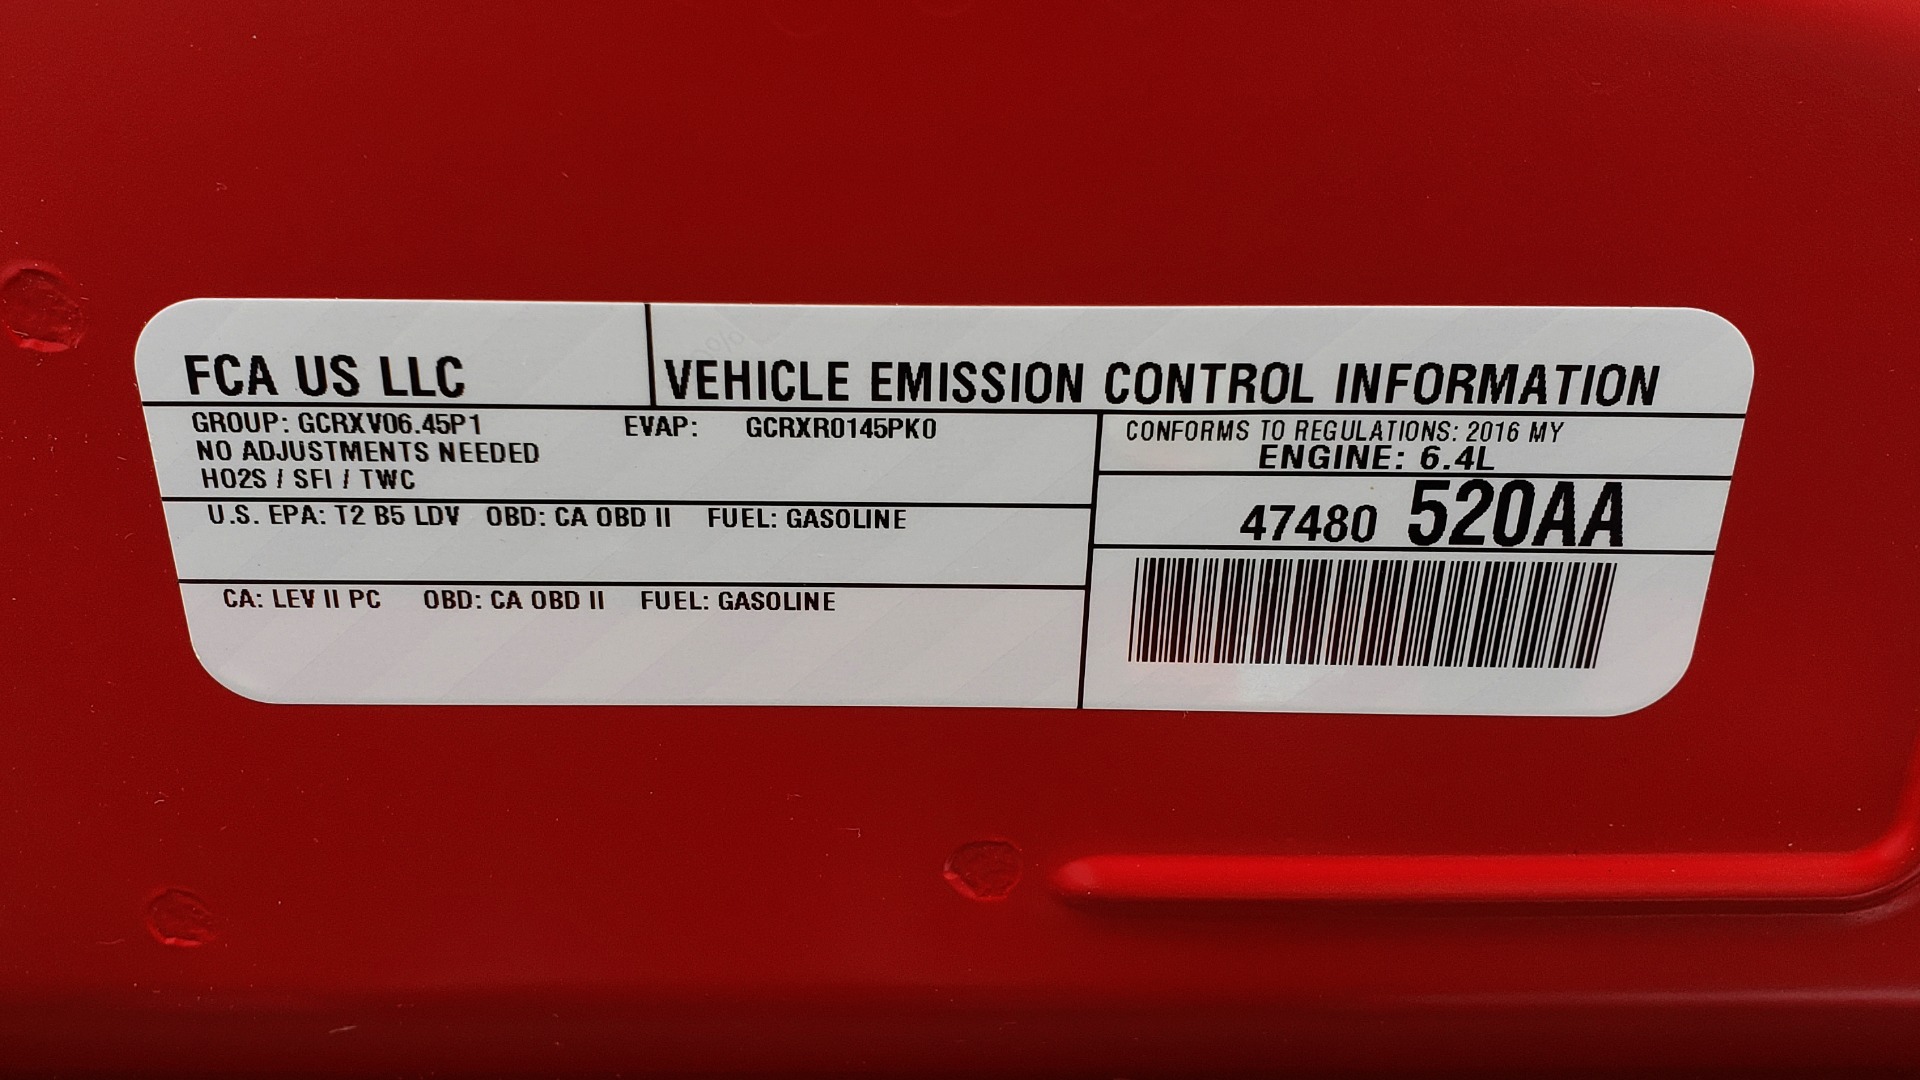 FCA US LLC
VEHICLE EMISSION CONTROL INFORMATION
GROUP: GCRXV06.45P1 EVAP: GCRXR0145PK0
NO ADJUSTMENTS NEEDED
HO2S / SFI / TWC
CONFORMS TO REGULATIONS: 2016 MY
ENGINE: 6.4L
47480 520AA
U.S. EPA: T2 B5 LDV OBD: CA OBD II FUEL: GASOLINE
CA: LEV II PC OBD: CA OBD II FUEL: GASOLINE